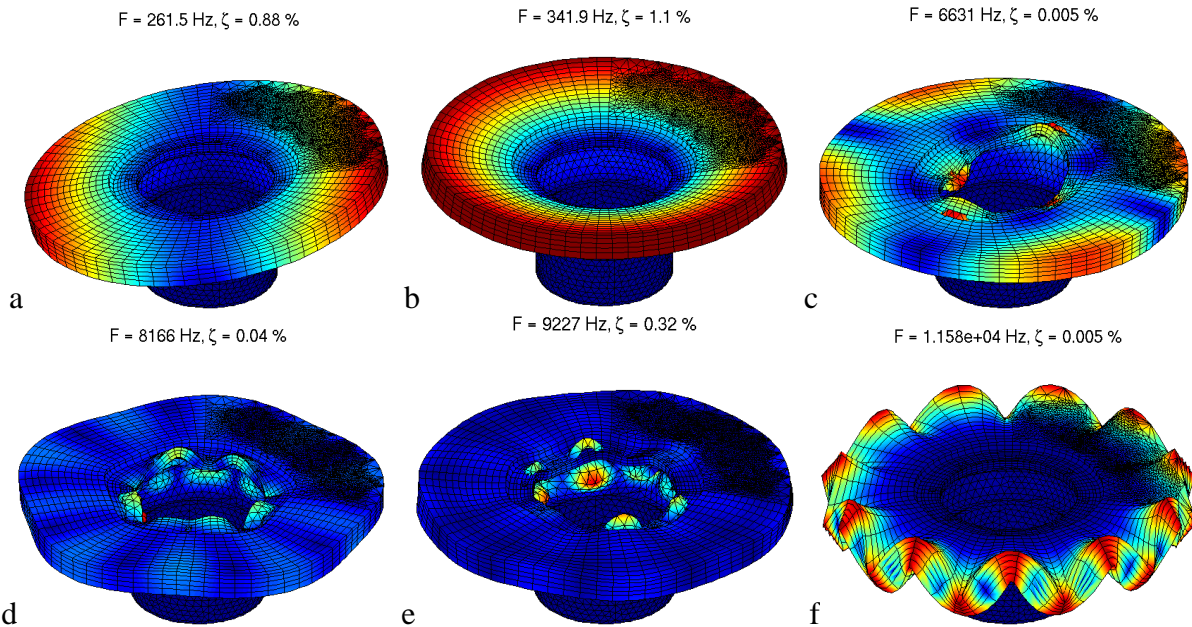 F = 261.5 Hz, ζ = 0.88 %
F = 341.9 Hz, ζ = 1.1 %
F = 6631 Hz, ζ = 0.005 %
a
b
c
F = 8166 Hz, ζ = 0.04 %
F = 9227 Hz, ζ = 0.32 %
F = 1.158e+04 Hz, ζ = 0.005 %
d
e
f